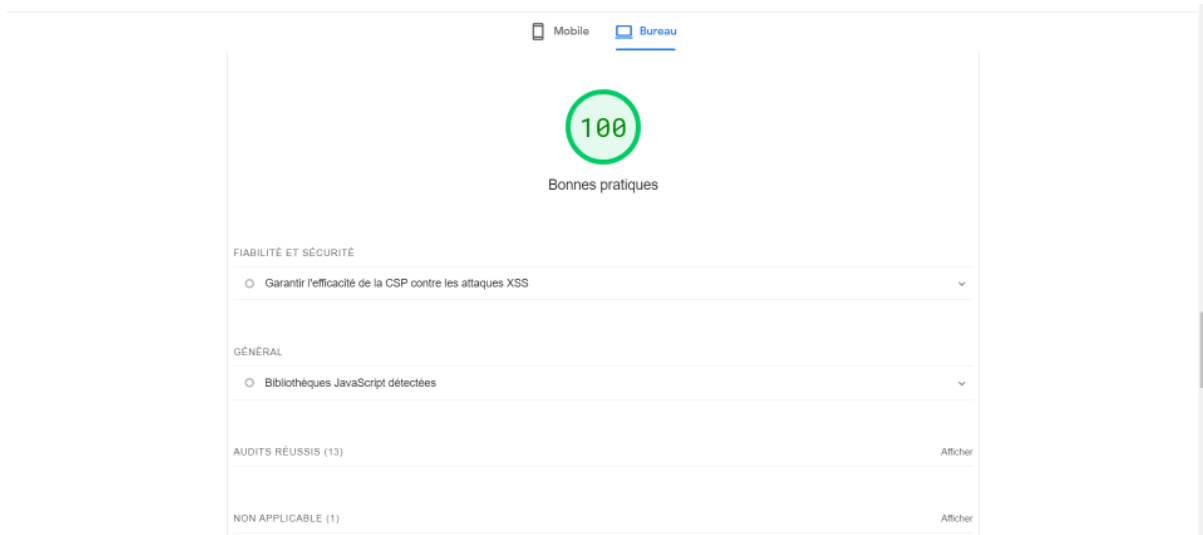 Mobile Bureau
100
Bonnes pratiques
FIABILITÉ ET SÉCURITÉ
Garantir l'efficacité de la CSP contre les attaques XSS
GÉNÉRAL
Bibliothèques JavaScript détectées
AUDITS RÉUSSIS (13) Afficher
NON APPLICABLE (1) Afficher